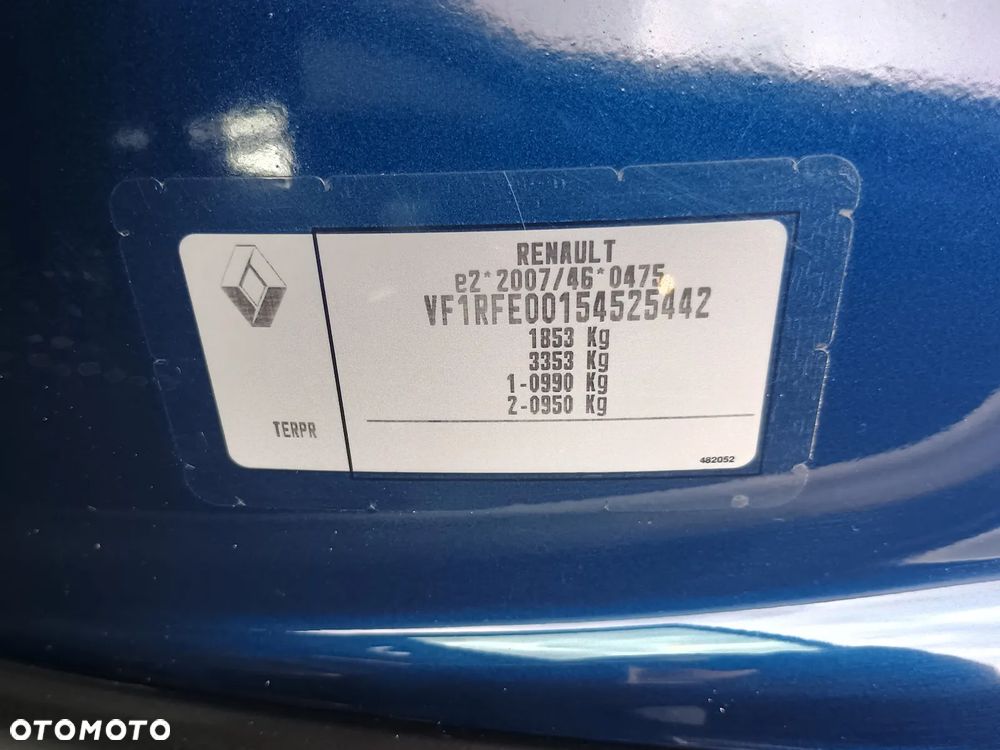 RENAULT
e2*2007/46*0475
VF1RFE00154525442
1853 Kg
3353 Kg
1-0990 Kg
2-0950 Kg
TERPR
482052
OTOMOTO